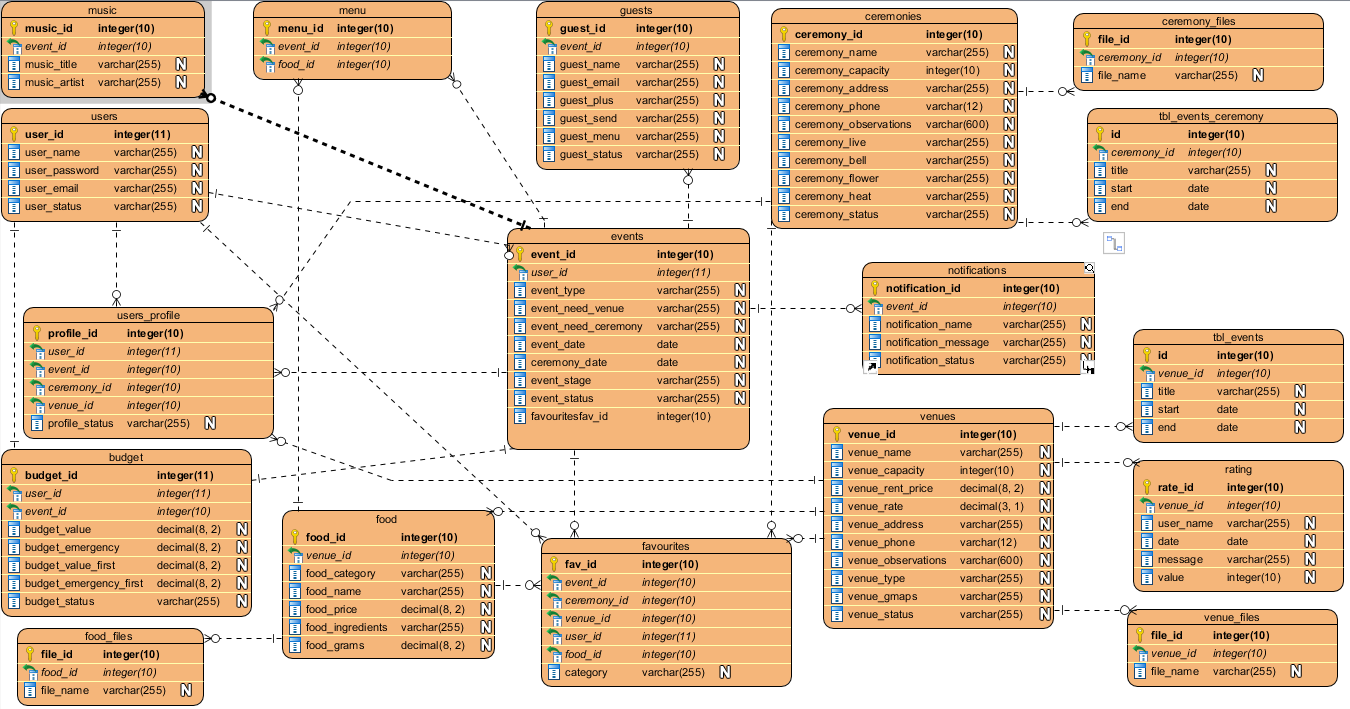 music
music_id integer(10)
event_id integer(10)
music_title varchar(255) N
music_artist varchar(255) N
menu
menu_id integer(10)
event_id integer(10)
food_id integer(10)
guests
guest_id integer(10)
event_id integer(10)
guest_name varchar(255) N
guest_email varchar(255) N
guest_plus varchar(255) N
guest_send varchar(255) N
guest_menu varchar(255) N
guest_status varchar(255) N
ceremonies
ceremony_id integer(10)
ceremony_name varchar(255) N
ceremony_capacity integer(10) N
ceremony_address varchar(255) N
ceremony_phone varchar(12) N
ceremony_observations varchar(600) N
ceremony_live varchar(255) N
ceremony_bell varchar(255) N
ceremony_flower varchar(255) N
ceremony_heat varchar(255) N
ceremony_status varchar(255) N
ceremony_files
file_id integer(10)
ceremony_id integer(10)
file_name varchar(255) N
users
user_id integer(11)
user_name varchar(255) N
user_password varchar(255) N
user_email varchar(255) N
user_status varchar(255) N
tbl_events_ceremony
id integer(10)
ceremony_id integer(10)
title varchar(255) N
start date N
end date N
events
event_id integer(10)
user_id integer(11)
event_type varchar(255) N
event_need_venue varchar(255) N
event_need_ceremony varchar(255) N
event_date date N
ceremony_date date N
event_stage varchar(255) N
event_status varchar(255) N
favouritesfav_id integer(10)
notifications
notification_id integer(10)
event_id integer(10)
notification_name varchar(255) N
notification_message varchar(255) N
notification_status varchar(255) N
users_profile
profile_id integer(10)
user_id integer(11)
event_id integer(10)
ceremony_id integer(10)
venue_id integer(10)
profile_status varchar(255) N
tbl_events
id integer(10)
venue_id integer(10)
title varchar(255) N
start date N
end date N
venues
venue_id integer(10)
venue_name varchar(255) N
venue_capacity integer(10) N
venue_rent_price decimal(8, 2) N
venue_rate decimal(3, 1) N
venue_address varchar(255) N
venue_phone varchar(12) N
venue_observations varchar(600) N
venue_type varchar(255) N
venue_gmaps varchar(255) N
venue_status varchar(255) N
budget
budget_id integer(11)
user_id integer(11)
event_id integer(10)
budget_value decimal(8, 2) N
budget_emergency decimal(8, 2) N
budget_value_first decimal(8, 2) N
budget_emergency_first decimal(8, 2) N
budget_status varchar(255) N
rating
rate_id integer(10)
venue_id integer(10)
user_name varchar(255) N
date date N
message varchar(255) N
value integer(10) N
food
food_id integer(10)
venue_id integer(10)
food_category varchar(255) N
food_name varchar(255) N
food_price decimal(8, 2) N
food_ingredients varchar(255) N
food_grams decimal(8, 2) N
favourites
fav_id integer(10)
event_id integer(10)
ceremony_id integer(10)
venue_id integer(10)
user_id integer(11)
food_id integer(10)
category varchar(255) N
venue_files
file_id integer(10)
venue_id integer(10)
file_name varchar(255) N
food_files
file_id integer(10)
food_id integer(10)
file_name varchar(255) N